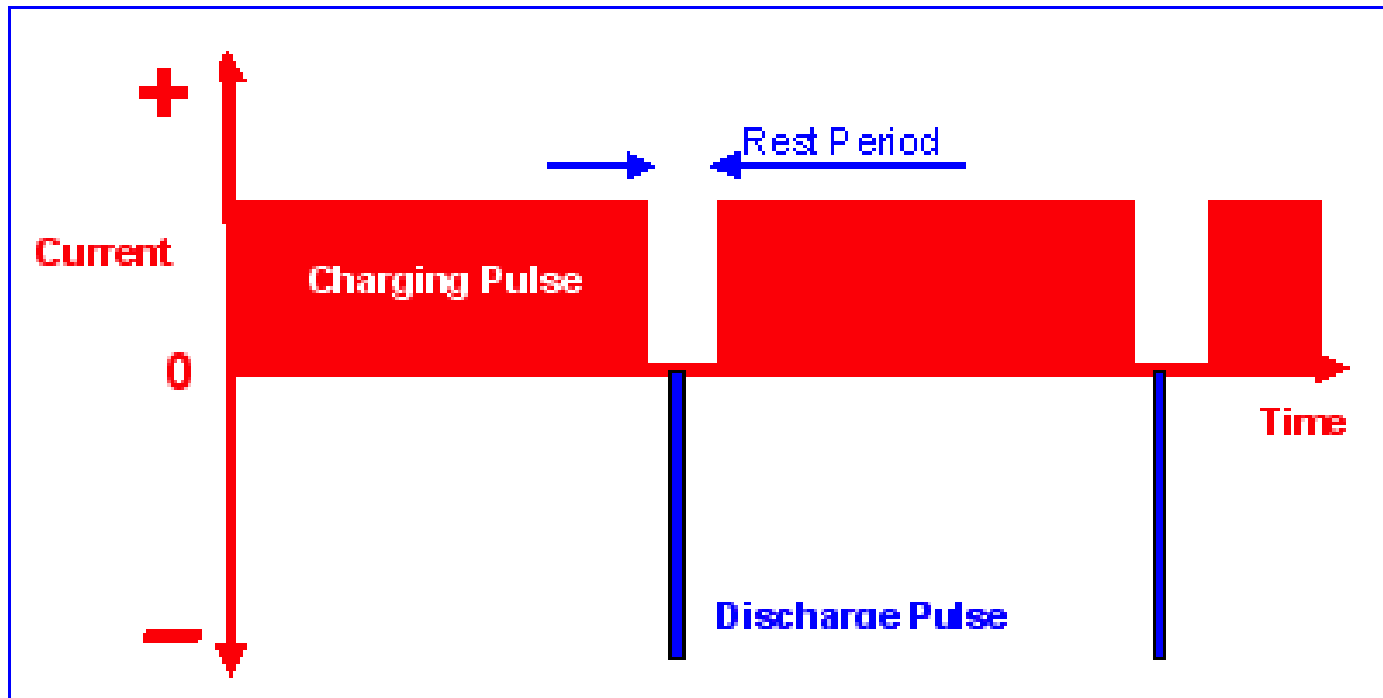 +
Rest Period
Current
Charging Pulse
0
Time
Discharge Pulse
−